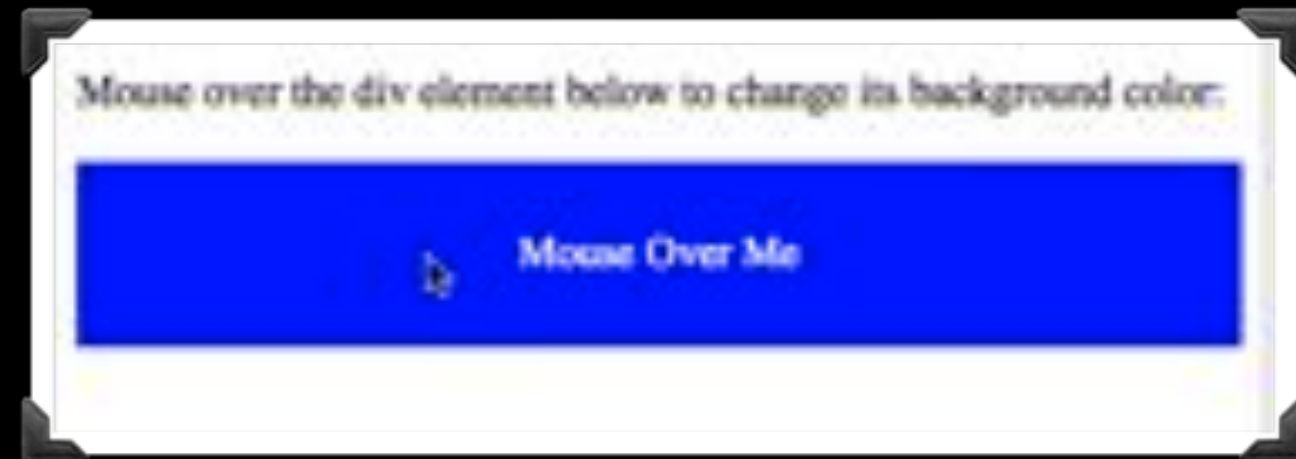 Mouse over the div element below to change its background color:
Mouse Over Me